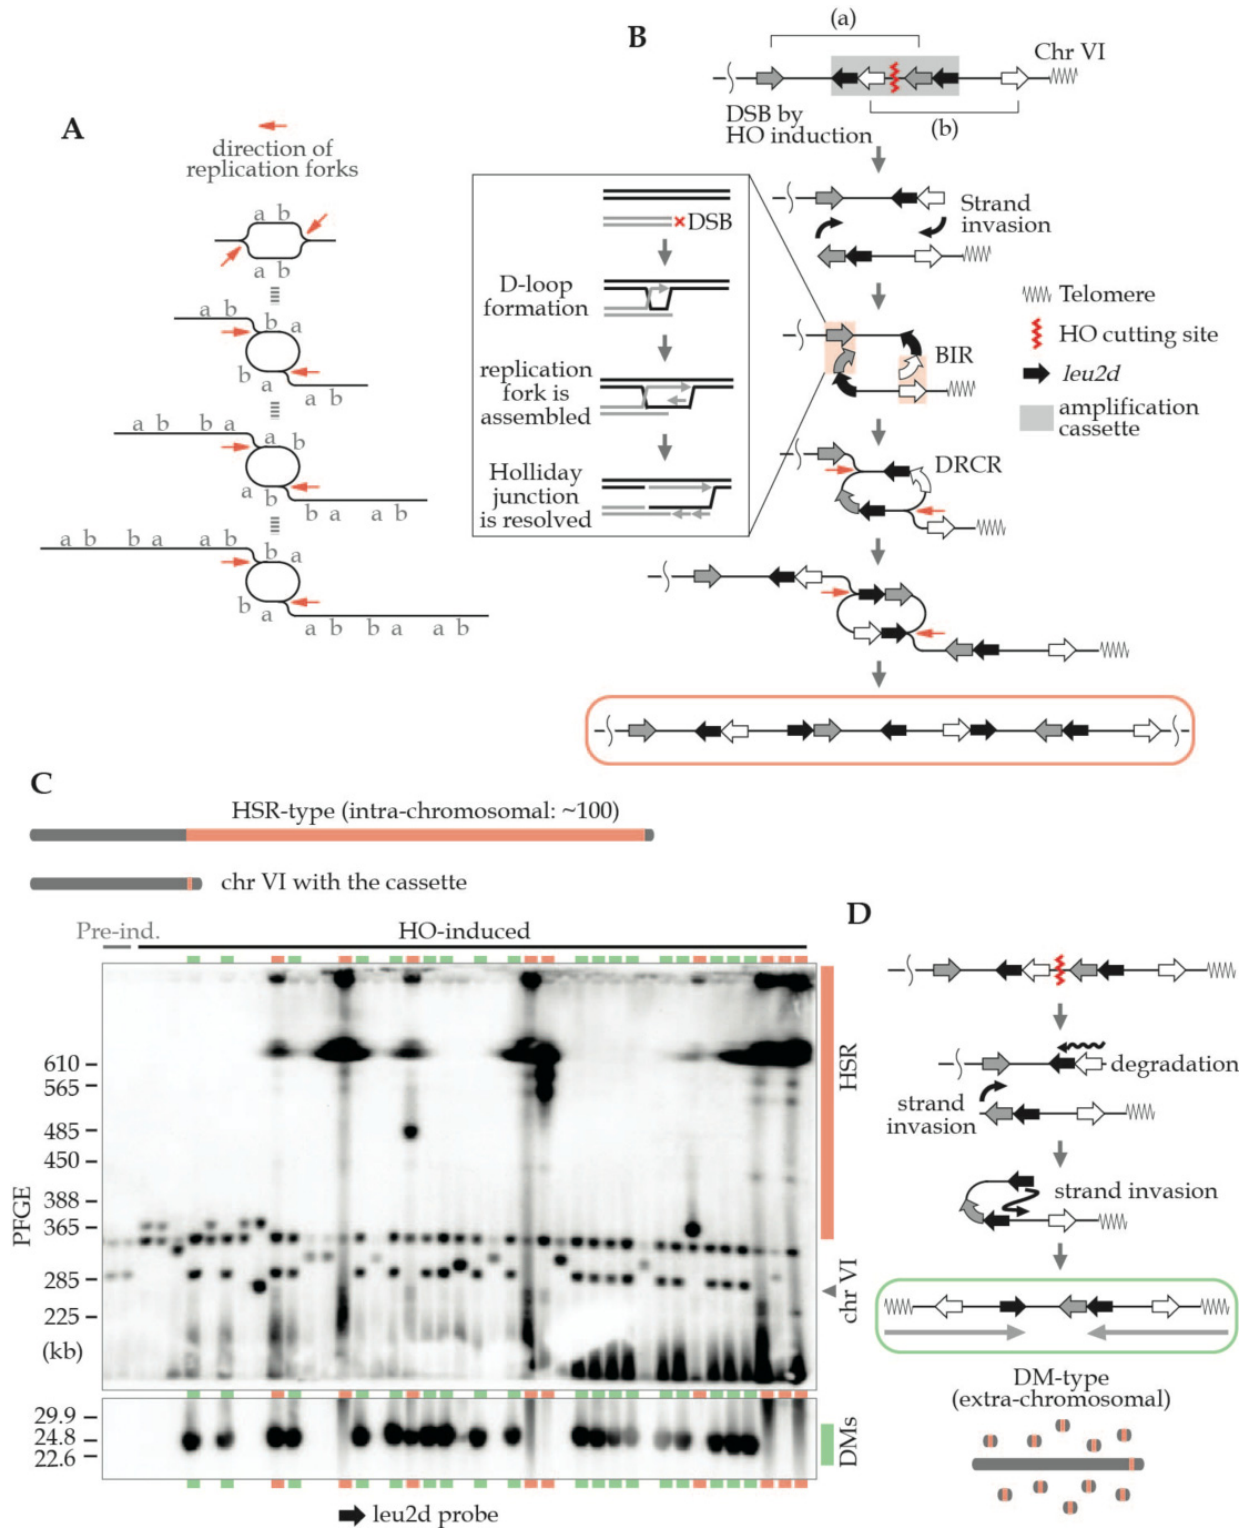 A
direction of
replication forks
a b
a b
a b
b a
b a
a b
a b
b a
a b
b a
b a
a b
a b
b a
a b
b a
b a
a b
b a
a b
B
(a)
Chr VI
DSB by
HO induction
(b)
Strand
invasion
BIR
DRCR
DSB
D-loop
formation
replication
fork is
assembled
Holliday
junction
is resolved
Telomere
HO cutting site
leu2d
amplification
cassette
C
HSR-type (intra-chromosomal: ~100)
chr VI with the cassette
Pre-ind.
HO-induced
PFGE
610
565
485
450
388
365
285
225
(kb)
HSR
chr VI
29.9
24.8
22.6
DMs
leu2d probe
D
degradation
strand
invasion
strand invasion
DM-type
(extra-chromosomal)